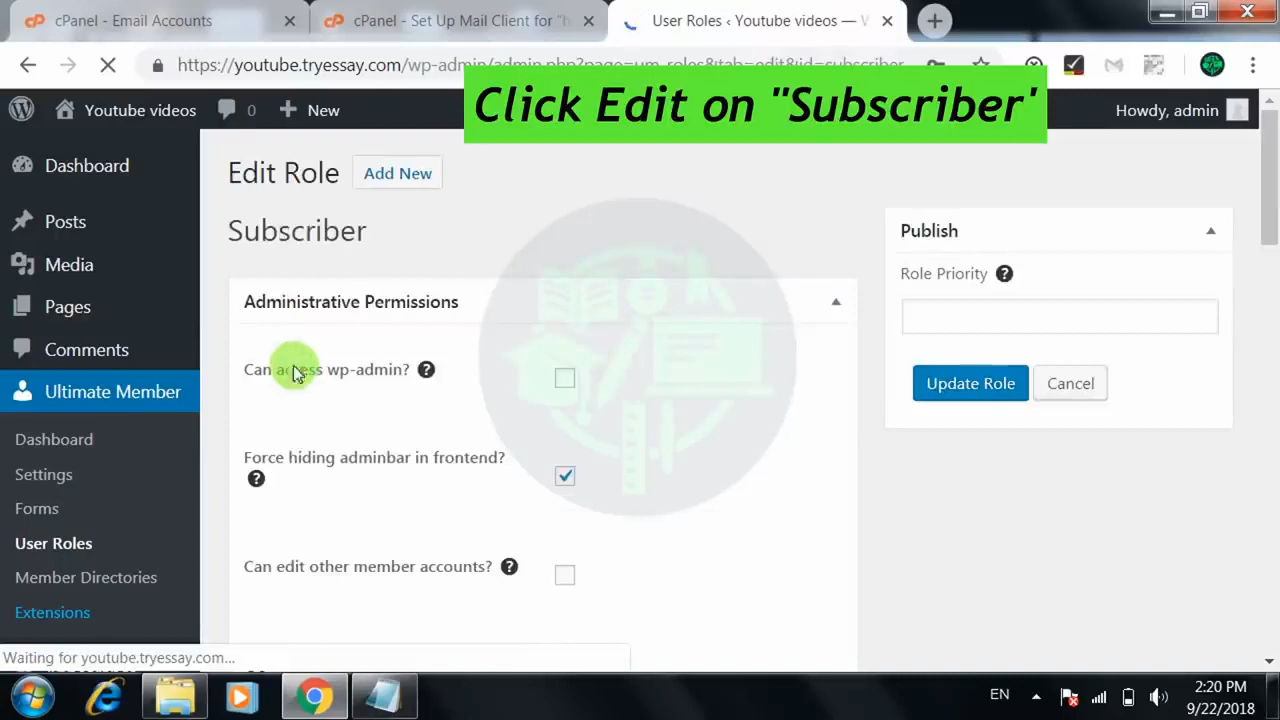 cPanel - Email Accounts
cPanel - Set Up Mail Client for "h
User Roles ‹ Youtube videos — W
https://youtube.tryessay.com/wp-admin/admin.php?page=um_roles&tab=edit&id=subscriber
Click Edit on "Subscriber'
Youtube videos
0
New
Howdy, admin
Dashboard
Posts
Media
Pages
Comments
Ultimate Member
Dashboard
Settings
Forms
User Roles
Member Directories
Extensions
Edit Role
Add New
Subscriber
Administrative Permissions
Can access wp-admin?
Force hiding adminbar in frontend?
Can edit other member accounts?
Publish
Role Priority
Update Role
Cancel
Waiting for youtube.tryessay.com...
EN
2:20 PM
9/22/2018